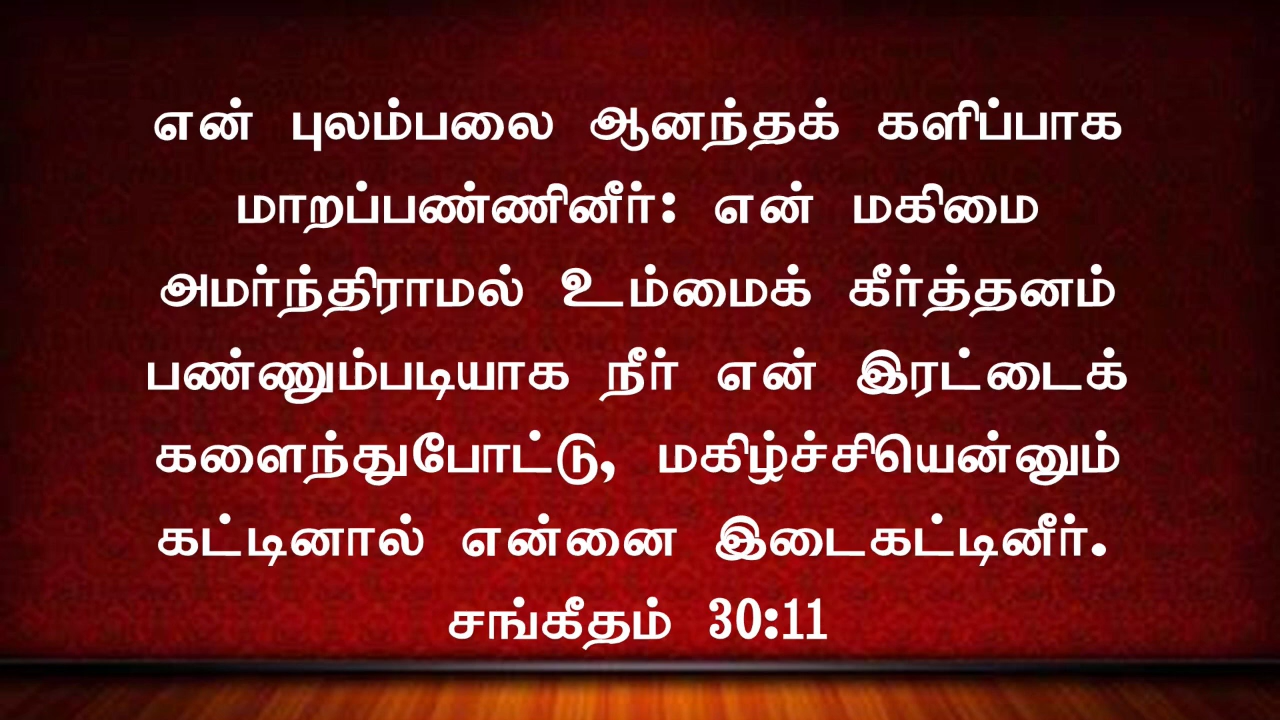 என் புலம்பலை ஆனந்தக் களிப்பாக
மாறப்பண்ணினீர்: என் மகிமை
அமர்ந்திராமல் உம்மைக் கீர்த்தனம்
பண்ணும்படியாக நீர் என் இரட்டைக்
களைந்துபோட்டு, மகிழ்ச்சியென்னும்
கட்டினால் என்னை இடைகட்டினீர்.
சங்கீதம் 30:11